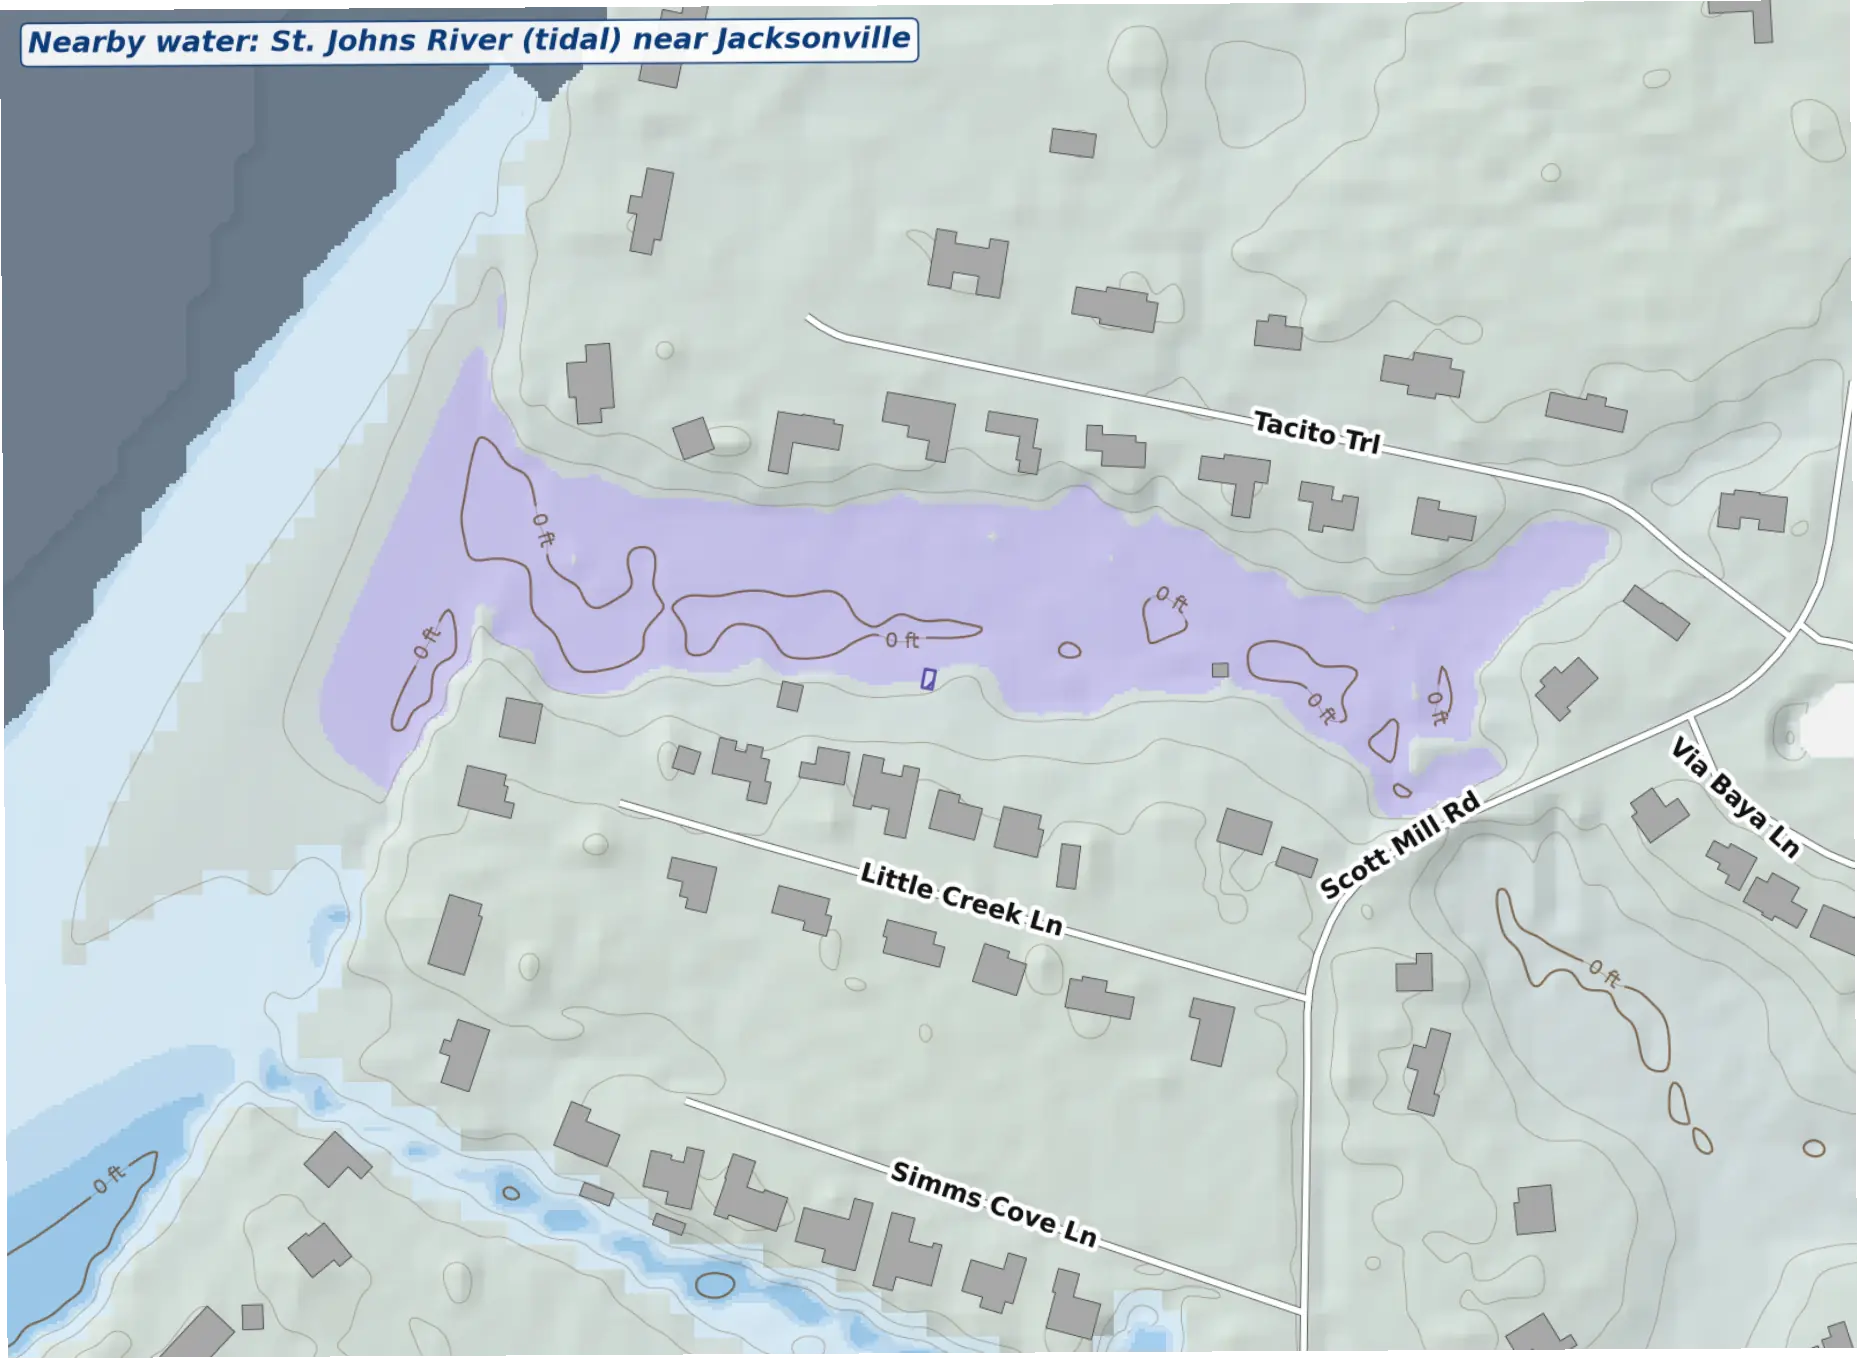 Nearby water: St. Johns River (tidal) near Jacksonville
Tacito Trl
0 ft
0 ft
0 ft
0 ft
0 ft
0 ft
Via Baya Ln
Scott Mill Rd
Little Creek Ln
0 ft
0 ft
Simms Cove Ln